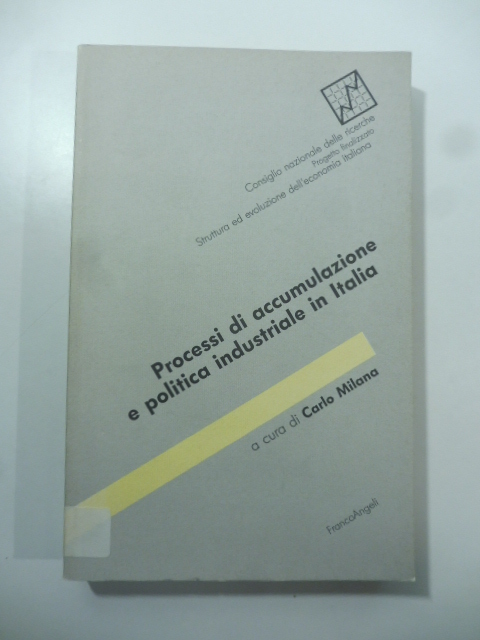 Consiglio nazionale delle ricerche
Progetto finalizzato
Struttura ed evoluzione dell'economia italiana
Processi di accumulazione
e politica industriale in Italia
a cura di Carlo Milana
FrancoAngeli